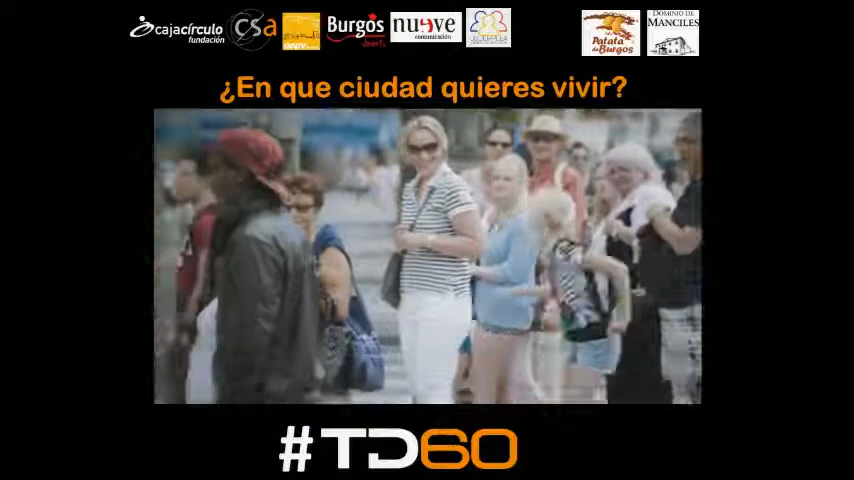 cajacírculo
fundación
CSa
Burgos
nueve
comunicación
Patata
de Burgos
DOMINIO DE
MANCILES
¿En que ciudad quieres vivir?
#TD60